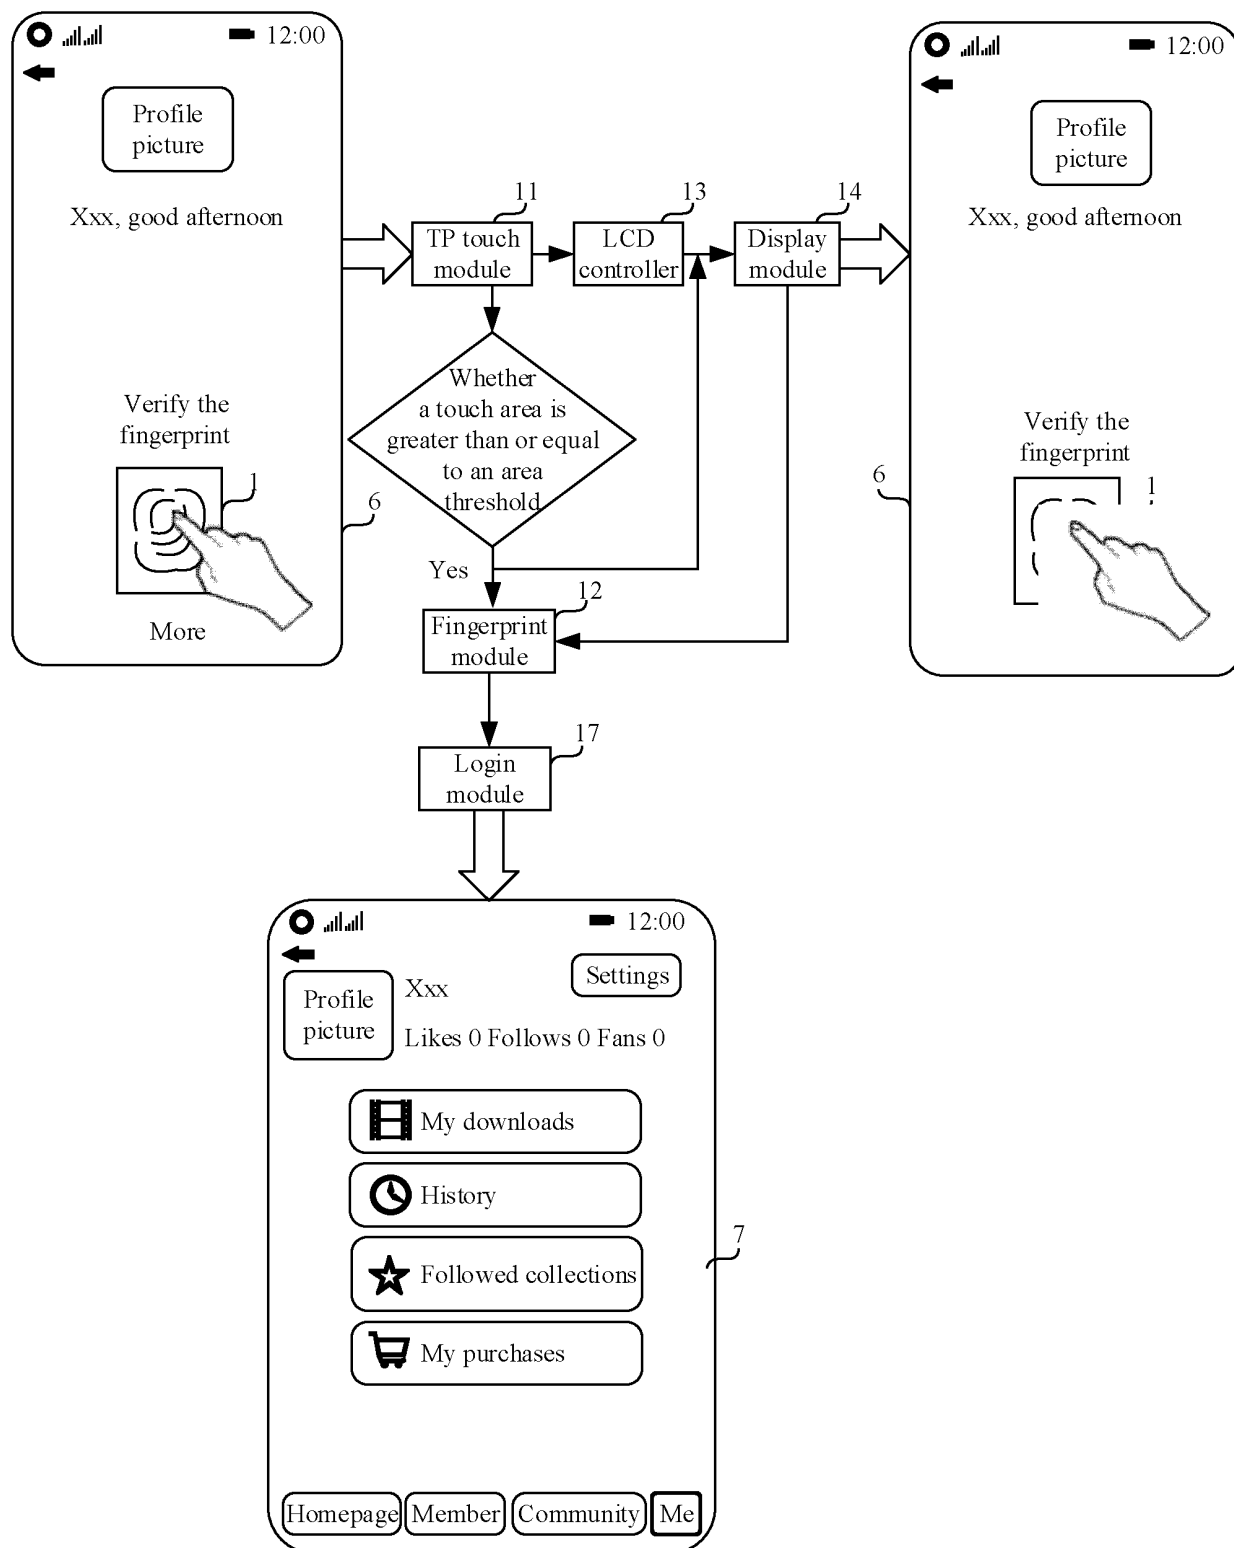 12:00
Profile
picture
Xxx, good afternoon
Verify the
fingerprint
1
6
More
11
TP touch
module
13
LCD
controller
14
Display
module
Whether
a touch area is
greater than or equal
to an area
threshold
Yes
12
Fingerprint
module
17
Login
module
12:00
Profile
picture
Xxx, good afternoon
Verify the
fingerprint
6
1
12:00
Settings
Profile
picture
Xxx
Likes 0 Follows 0 Fans 0
My downloads
History
Followed collections
My purchases
7
Homepage Member Community Me